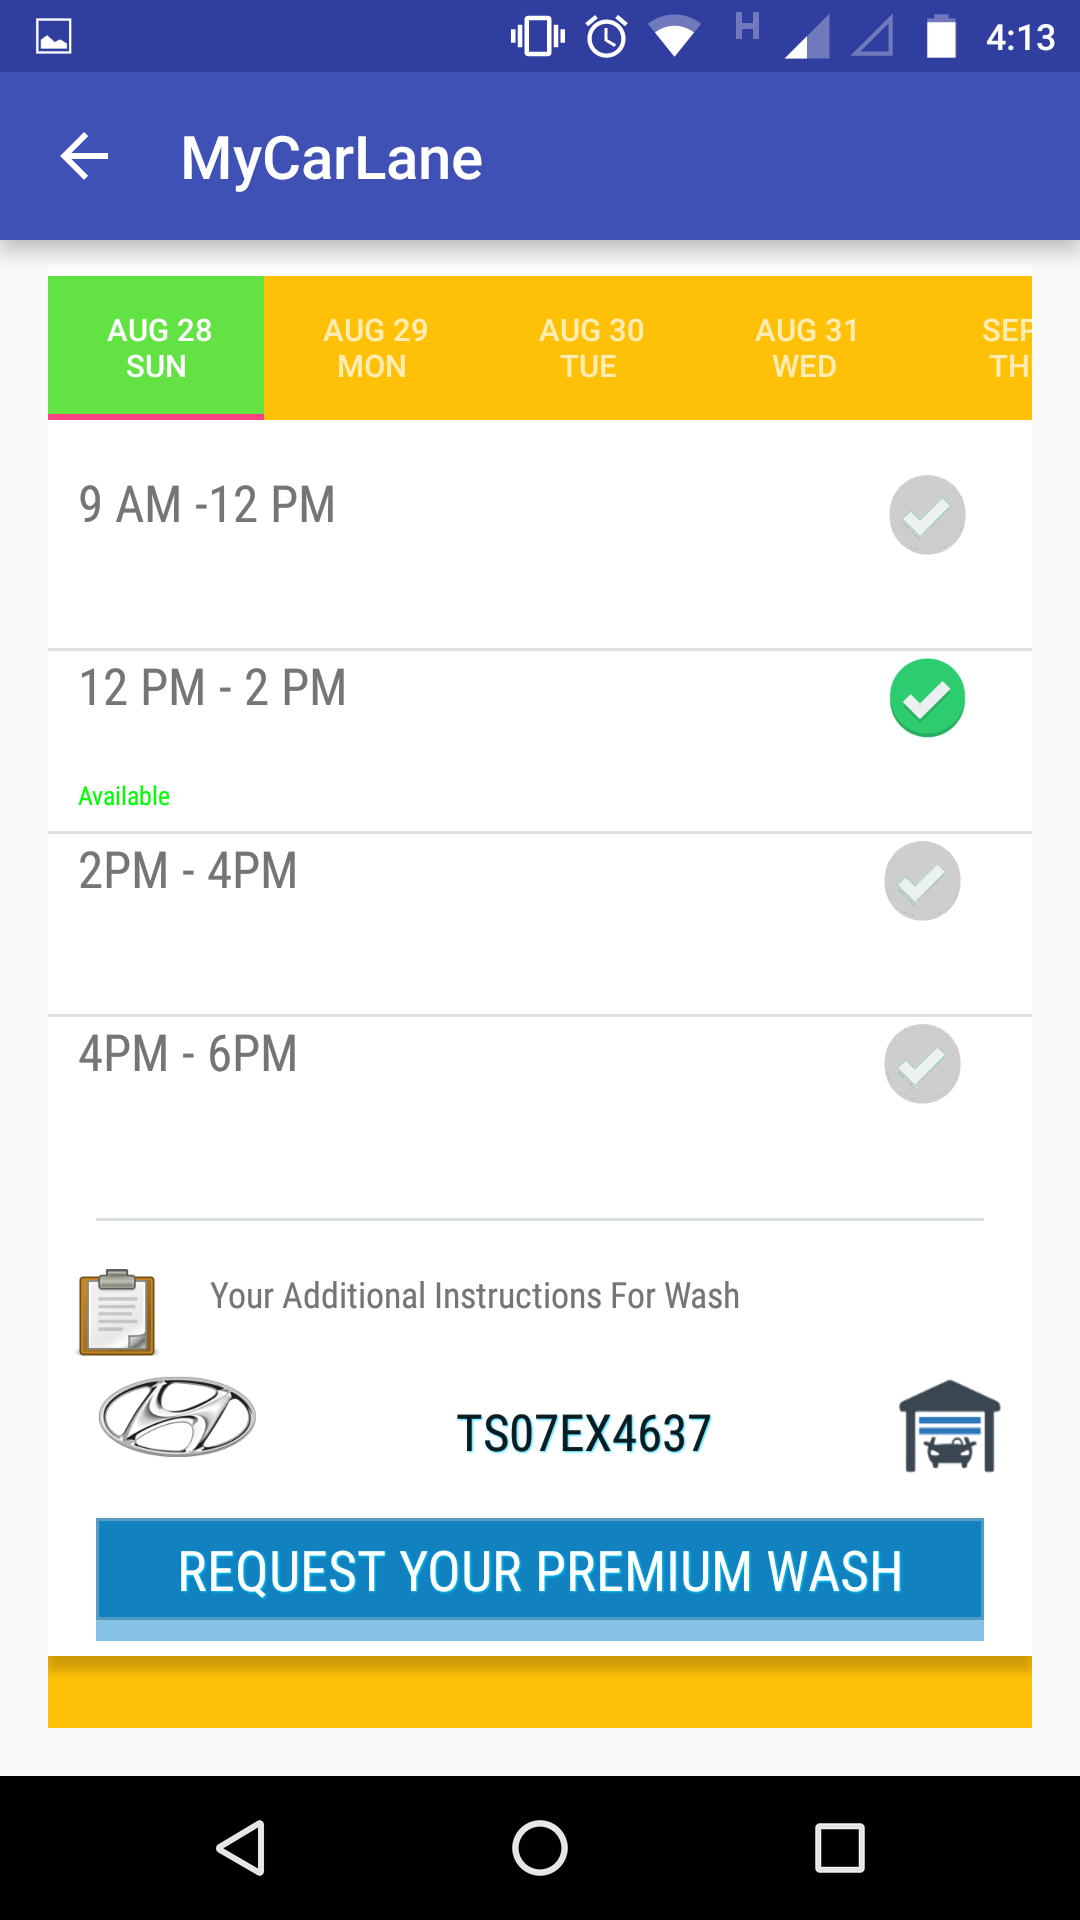 H 4:13
MyCarLane
AUG 28 AUG 29 AUG 30 AUG 31 SEP
SUN MON TUE WED TH
9 AM -12 PM
12 PM - 2 PM
Available
2PM - 4PM
4PM - 6PM
Your Additional Instructions For Wash
TS07EX4637
REQUEST YOUR PREMIUM WASH